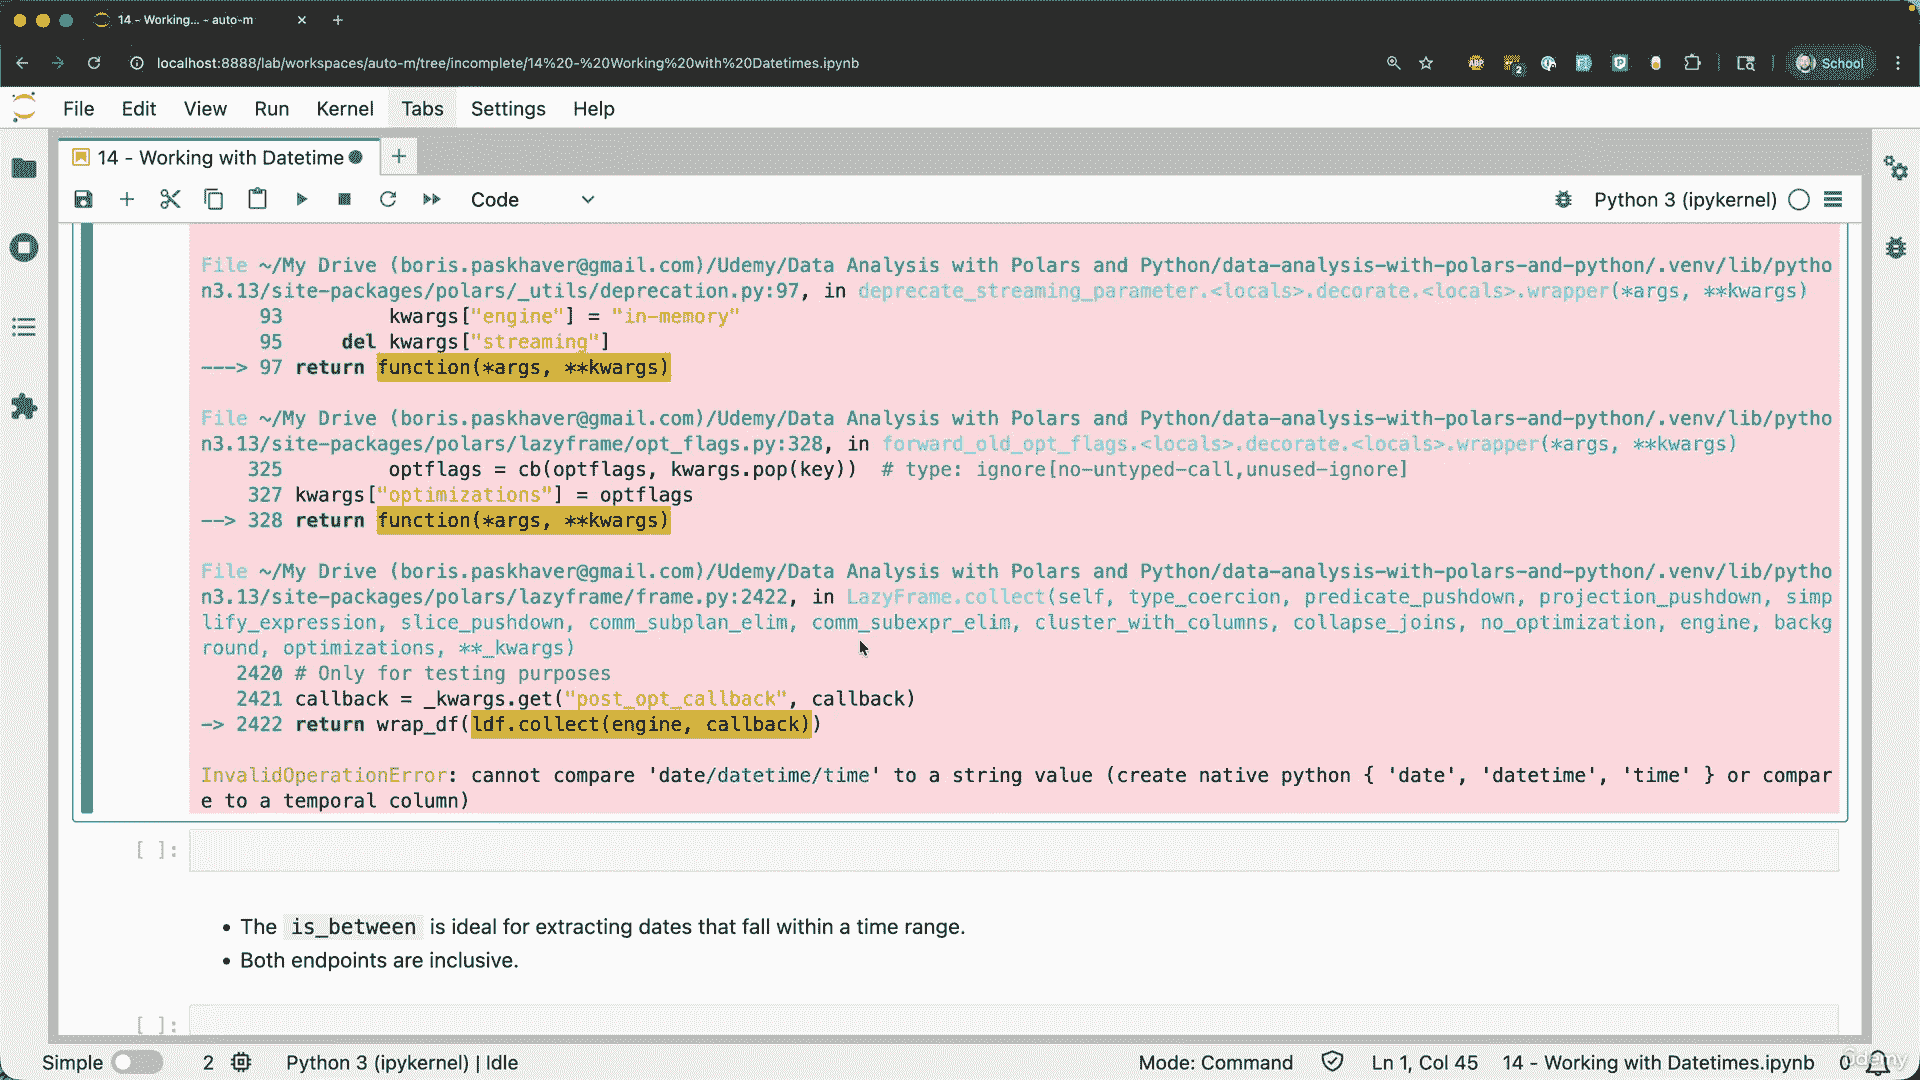 14 - Working... - auto-m
localhost:8888/lab/workspaces/auto-m/tree/incomplete/14%20-%20Working%20with%20Datetimes.ipynb
ABP
2
School
File Edit View Run Kernel Tabs Settings Help
14 - Working with Datetime
Code
Python 3 (ipykernel)
File ~/My Drive (boris.paskhaver@gmail.com)/Udemy/Data Analysis with Polars and Python/data-analysis-with-polars-and-python/.venv/lib/pytho
n3.13/site-packages/polars/_utils/deprecation.py:97, in deprecate_streaming_parameter.<locals>.decorate.<locals>.wrapper(*args, **kwargs)
93 kwargs["engine"] = "in-memory"
95 del kwargs["streaming"]
---> 97 return function(*args, **kwargs)
File ~/My Drive (boris.paskhaver@gmail.com)/Udemy/Data Analysis with Polars and Python/data-analysis-with-polars-and-python/.venv/lib/pytho
n3.13/site-packages/polars/lazyframe/opt_flags.py:328, in forward_old_opt_flags.<locals>.decorate.<locals>.wrapper(*args, **kwargs)
325 optflags = cb(optflags, kwargs.pop(key)) # type: ignore[no-untyped-call,unused-ignore]
327 kwargs["optimizations"] = optflags
--> 328 return function(*args, **kwargs)
File ~/My Drive (boris.paskhaver@gmail.com)/Udemy/Data Analysis with Polars and Python/data-analysis-with-polars-and-python/.venv/lib/pytho
n3.13/site-packages/polars/lazyframe/frame.py:2422, in LazyFrame.collect(self, type_coercion, predicate_pushdown, projection_pushdown, simp
lify_expression, slice_pushdown, comm_subplan_elim, comm_subexpr_elim, cluster_with_columns, collapse_joins, no_optimization, engine, backg
round, optimizations, **_kwargs)
2420 # Only for testing purposes
2421 callback = _kwargs.get("post_opt_callback", callback)
-> 2422 return wrap_df(ldf.collect(engine, callback))
InvalidOperationError: cannot compare 'date/datetime/time' to a string value (create native python { 'date', 'datetime', 'time' } or compar
e to a temporal column)
[ ]:
• The is_between is ideal for extracting dates that fall within a time range.
• Both endpoints are inclusive.
[ ]:
Simple 2 Python 3 (ipykernel) | Idle Mode: Command Ln 1, Col 45 14 - Working with Datetimes.ipynb 0
Udemy